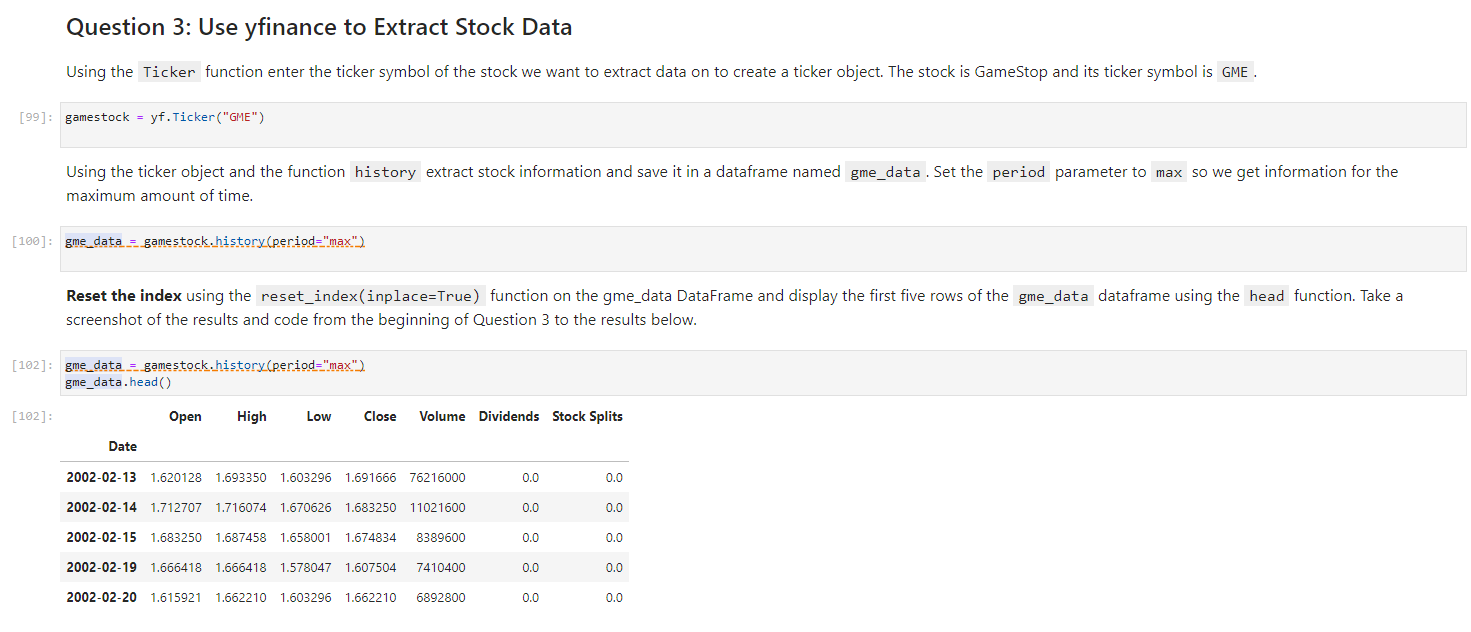 Question 3: Use yfinance to Extract Stock Data
Using the Ticker function enter the ticker symbol of the stock we want to extract data on to create a ticker object. The stock is GameStop and its ticker symbol is GME.
[99]: gamestock = yf.Ticker("GME")
Using the ticker object and the function history extract stock information and save it in a dataframe named gme_data. Set the period parameter to max so we get information for the
maximum amount of time.
[100]: gme_data = gamestock.history(period="max")
Reset the index using the reset_index(inplace=True) function on the gme_data DataFrame and display the first five rows of the gme_data dataframe using the head function. Take a
screenshot of the results and code from the beginning of Question 3 to the results below.
[102]: gme_data = gamestock.history(period="max")
gme_data.head()
[102]: Open High Low Close Volume Dividends Stock Splits
Date
2002-02-13 1.620128 1.693350 1.603296 1.691666 76216000 0.0 0.0
2002-02-14 1.712707 1.716074 1.670626 1.683250 11021600 0.0 0.0
2002-02-15 1.683250 1.687458 1.658001 1.674834 8389600 0.0 0.0
2002-02-19 1.666418 1.666418 1.578047 1.607504 7410400 0.0 0.0
2002-02-20 1.615921 1.662210 1.603296 1.662210 6892800 0.0 0.0